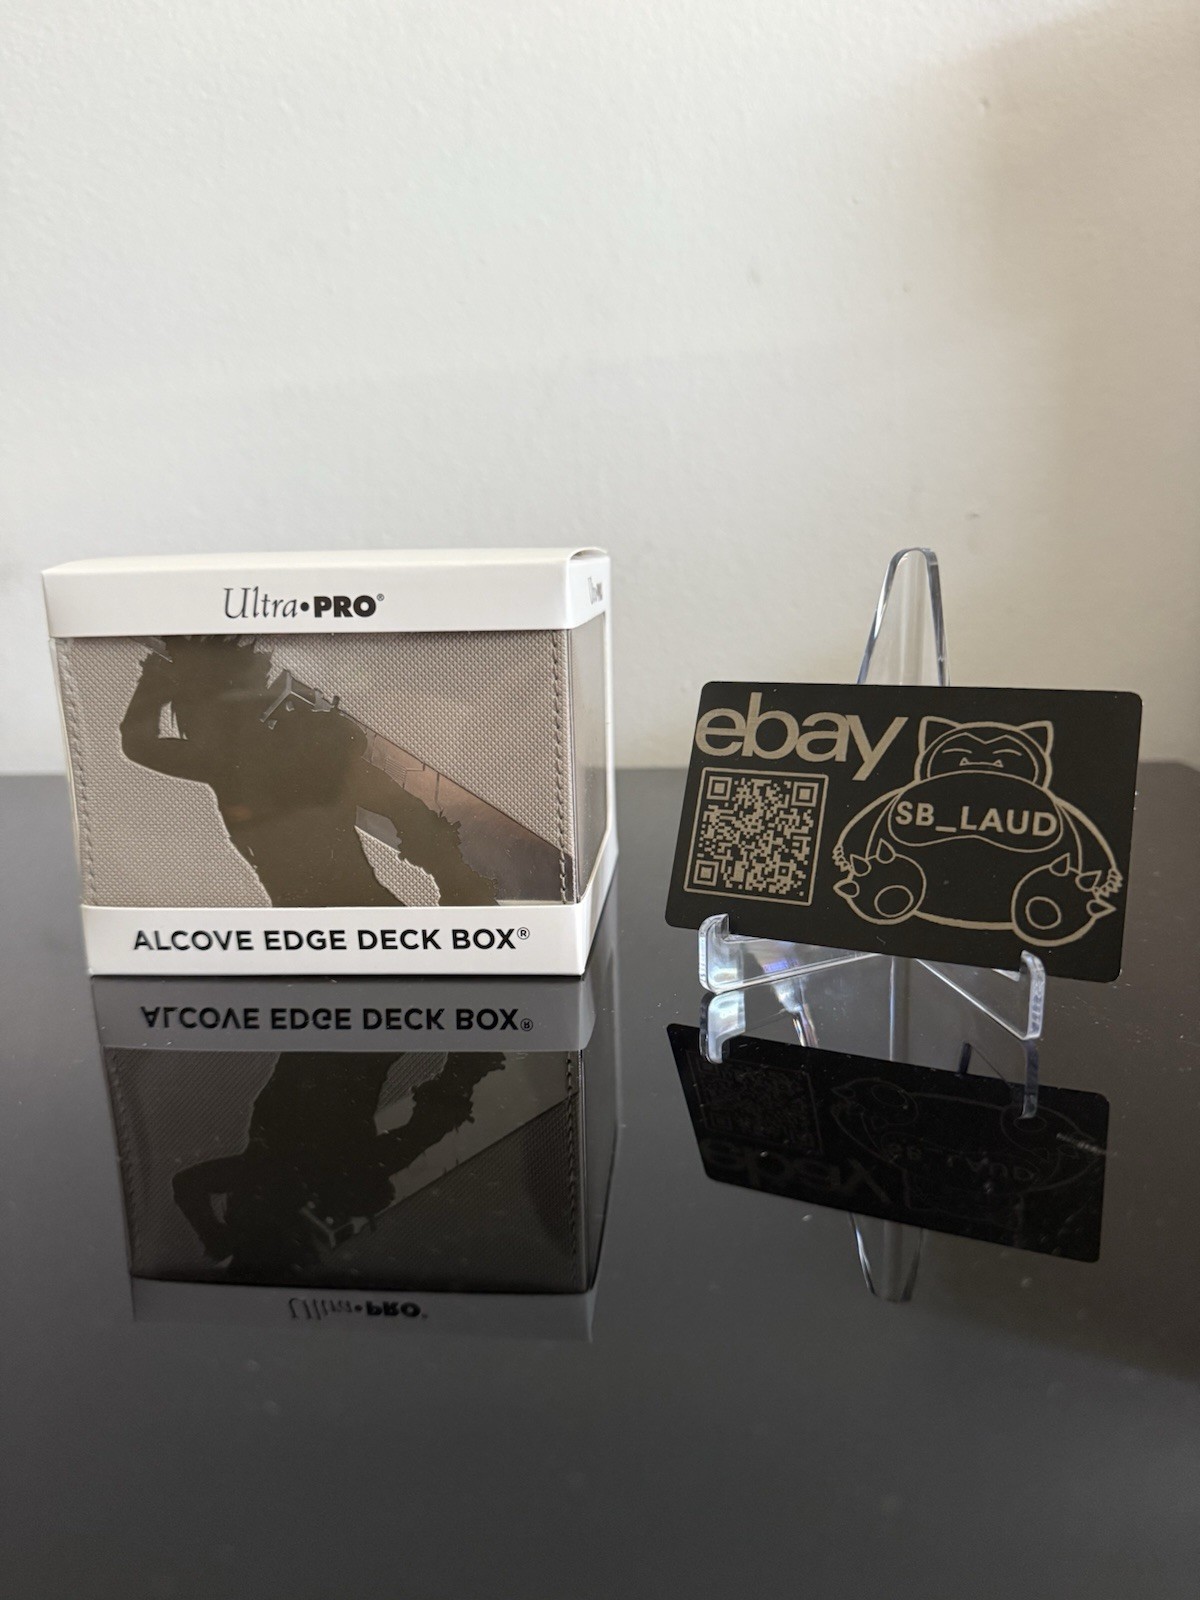 Ultra•PRO®
ALCOVE EDGE DECK BOX®
ebay
SB_LAUD